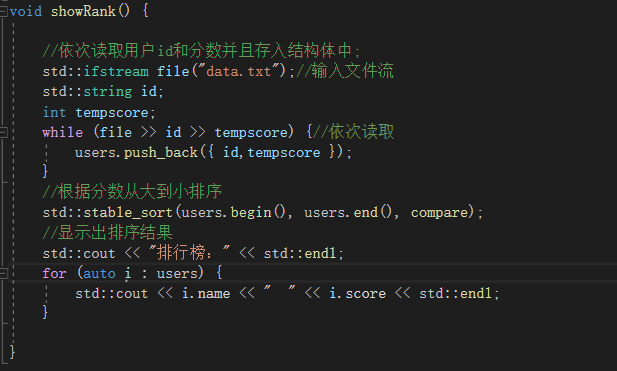 void showRank() {
//依次读取用户id和分数并且存入结构体中;
std::ifstream file("data.txt");//输入文件流
std::string id;
int tempscore;
while (file >> id >> tempscore) {//依次读取
users.push_back({ id,tempscore });
}
//根据分数从大到小排序
std::stable_sort(users.begin(), users.end(), compare);
//显示出排序结果
std::cout << "排行榜：" << std::endl;
for (auto i : users) {
std::cout << i.name << "  " << i.score << std::endl;
}
}